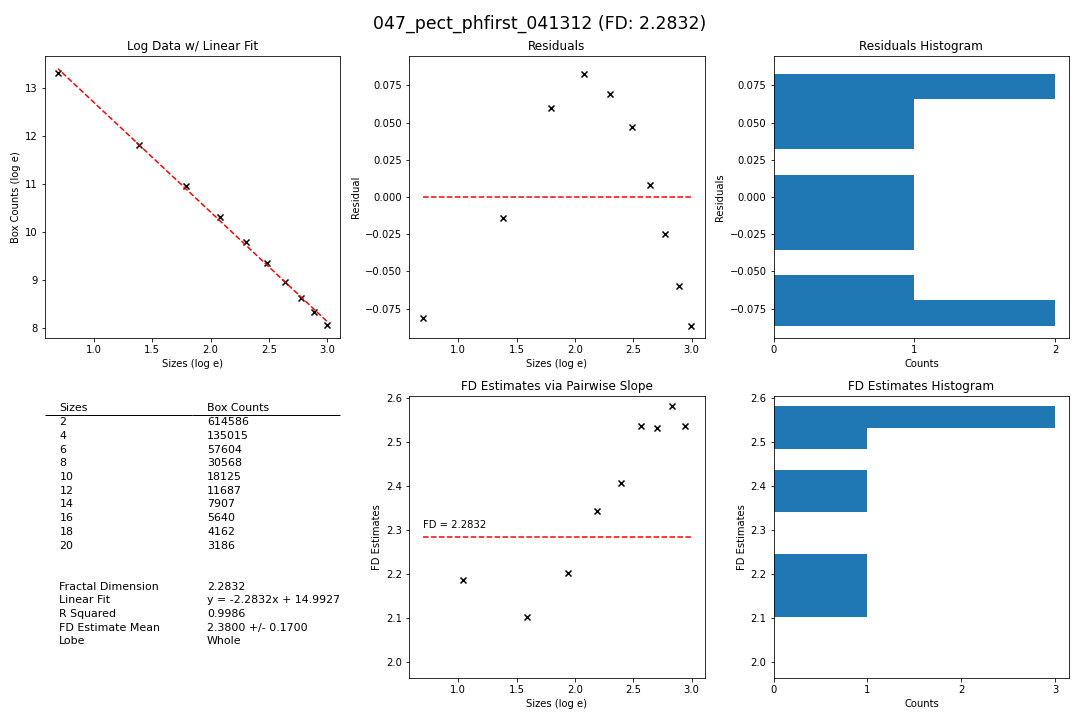 047_pect_phfirst_041312 (FD: 2.2832)
Log Data w/ Linear Fit
Box Counts (log e)
13
12
11
10
9
8
1.0 1.5 2.0 2.5 3.0
Sizes (log e)
Residuals
Residual
0.075
0.050
0.025
0.000
−0.025
−0.050
−0.075
1.0 1.5 2.0 2.5 3.0
Sizes (log e)
Residuals Histogram
Residuals
0.075
0.050
0.025
0.000
−0.025
−0.050
−0.075
0 1 2
Counts
Sizes Box Counts
2 614586
4 135015
6 57604
8 30568
10 18125
12 11687
14 7907
16 5640
18 4162
20 3186
Fractal Dimension 2.2832
Linear Fit y = -2.2832x + 14.9927
R Squared 0.9986
FD Estimate Mean 2.3800 +/- 0.1700
Lobe Whole
FD Estimates via Pairwise Slope
FD Estimates
2.6
2.5
2.4
2.3
2.2
2.1
2.0
FD = 2.2832
1.0 1.5 2.0 2.5 3.0
Sizes (log e)
FD Estimates Histogram
FD Estimates
2.6
2.5
2.4
2.3
2.2
2.1
2.0
0 1 2 3
Counts